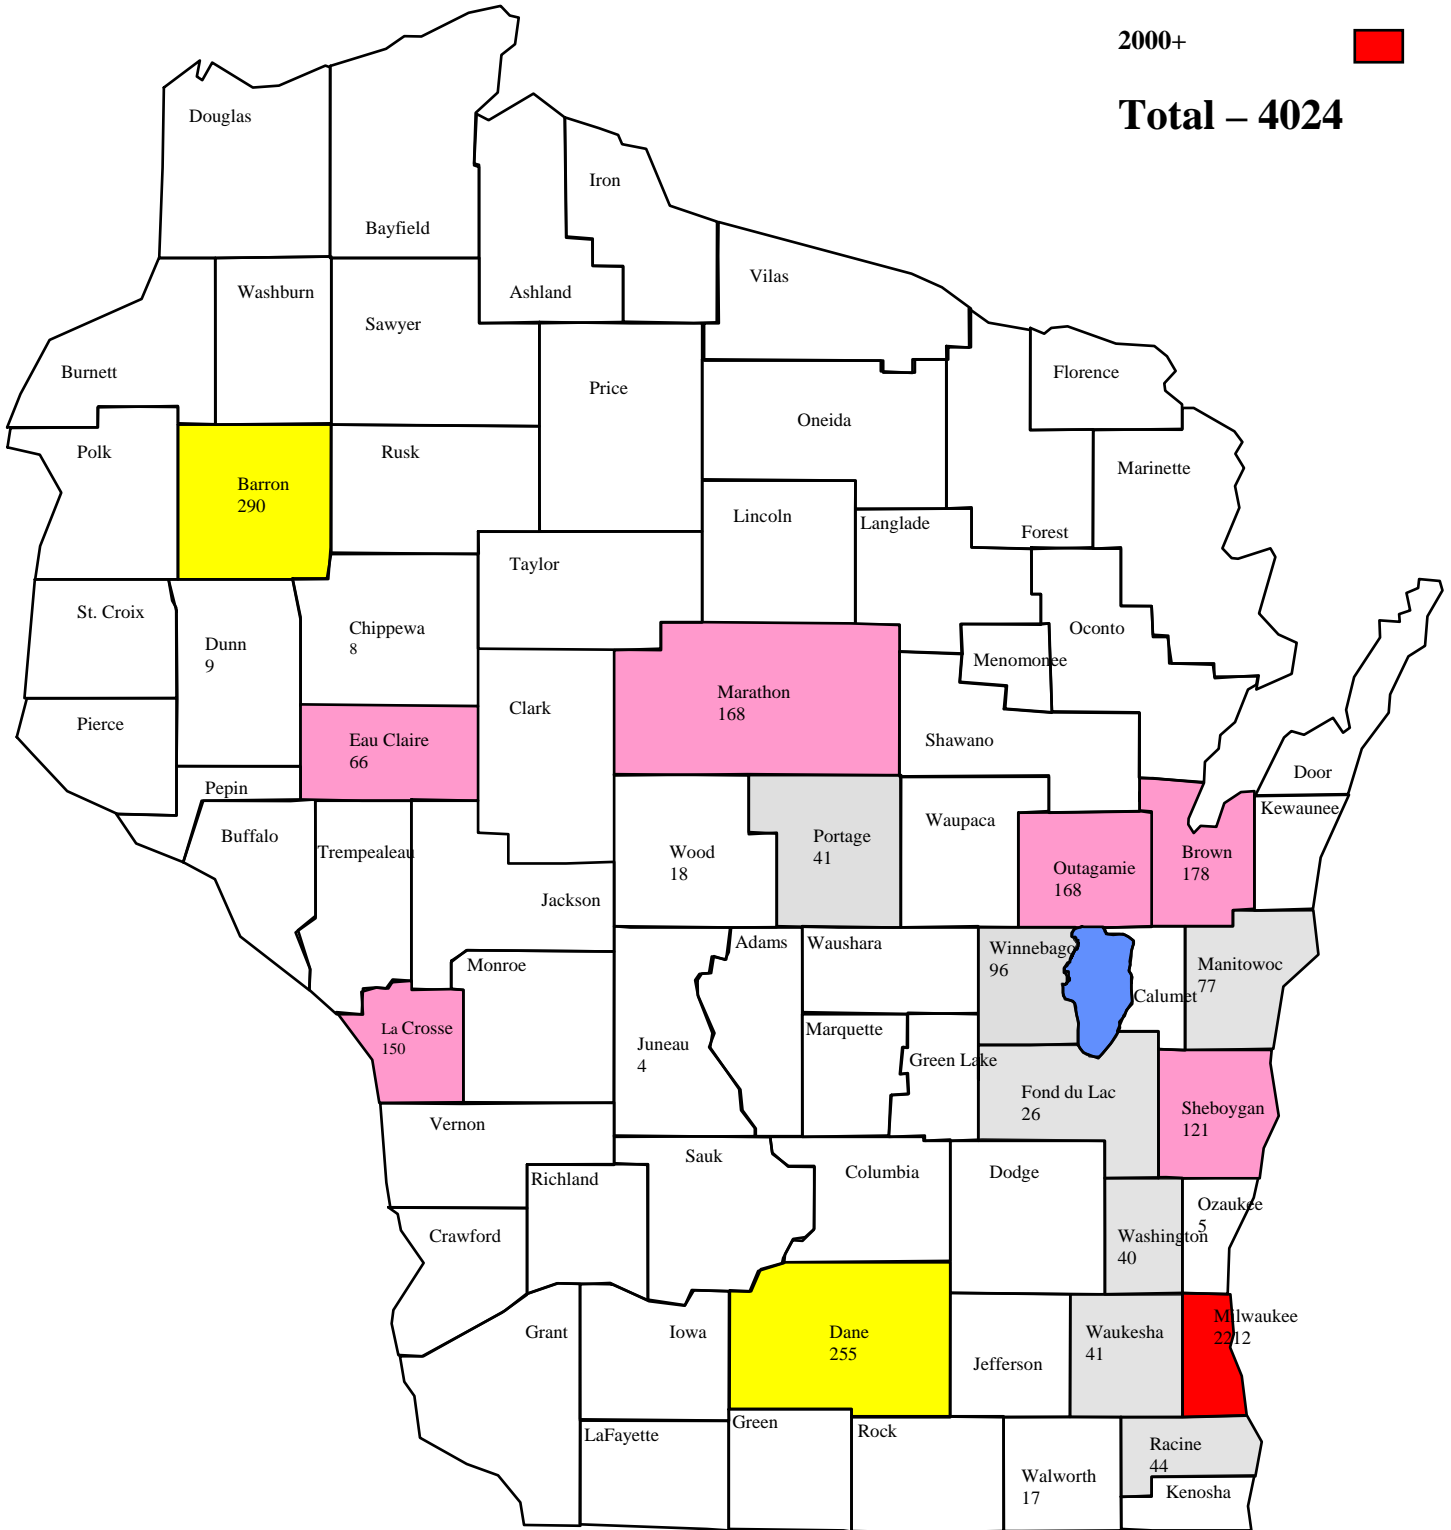 2000+
Total – 4024
Douglas
Iron
Bayfield
Vilas
Washburn
Ashland
Sawyer
Burnett
Florence
Price
Oneida
Polk
Rusk
Marinette
Barron
290
Lincoln
Langlade
Forest
Taylor
St. Croix
Dunn
9
Chippewa
8
Oconto
Menomonee
Marathon
168
Clark
Pierce
Eau Claire
66
Shawano
Door
Pepin
Kewaunee
Buffalo
Trempealeau
Wood
18
Portage
41
Waupaca
Outagamie
168
Brown
178
Jackson
Adams
Waushara
Winnebago
96
Monroe
Manitowoc
77
Calumet
La Crosse
150
Juneau
4
Marquette
Green Lake
Fond du Lac
26
Sheboygan
121
Vernon
Sauk
Richland
Columbia
Dodge
Ozaukee
5
Crawford
Washington
40
Grant
Iowa
Dane
255
Jefferson
Waukesha
41
Milwaukee
2212
LaFayette
Green
Rock
Racine
44
Walworth
17
Kenosha